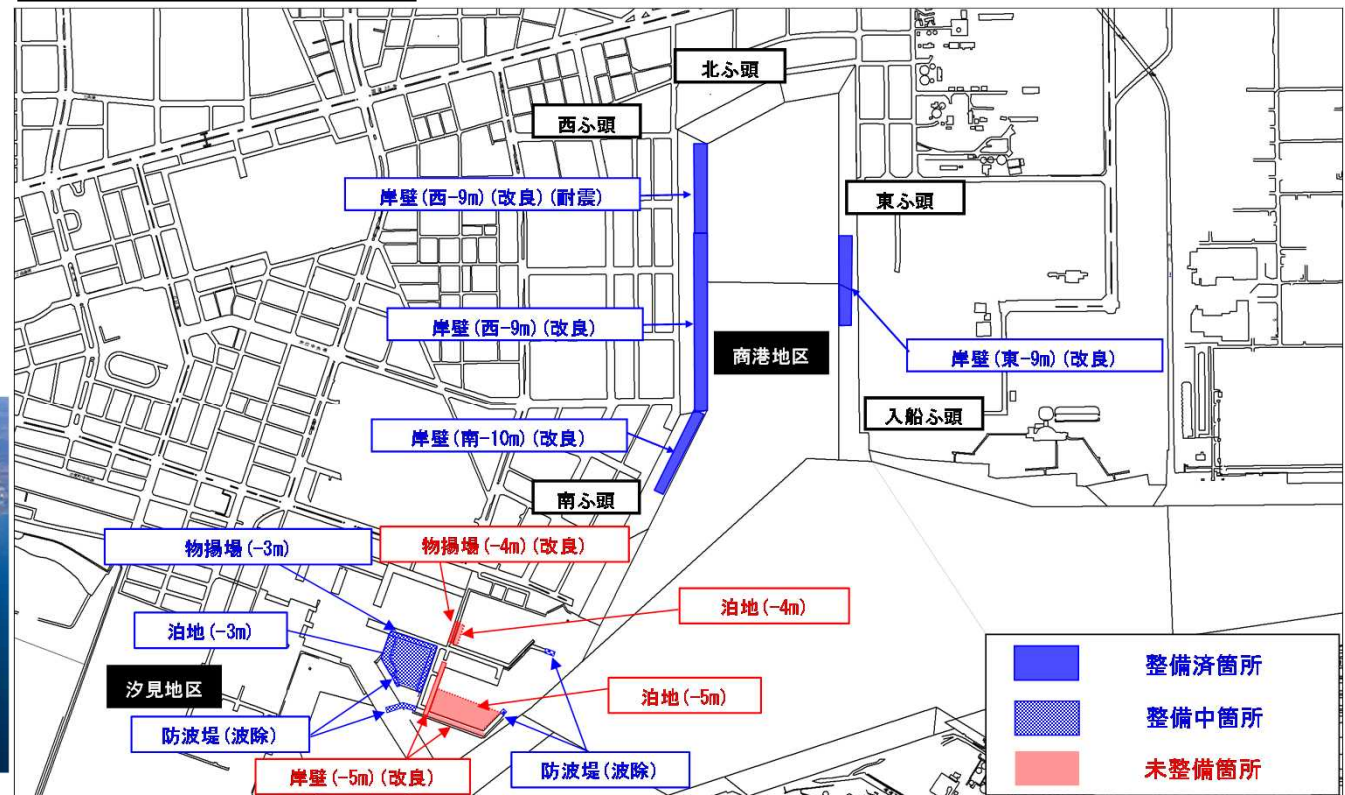 北ふ頭
西ふ頭
岸壁(西-9m)(改良)(耐震)
東ふ頭
岸壁(西-9m)(改良)
商港地区
岸壁(東-9m)(改良)
入船ふ頭
岸壁(南-10m)(改良)
南ふ頭
物揚場(-3m)
物揚場(-4m)(改良)
泊地(-3m)
泊地(-4m)
汐見地区
泊地(-5m)
防波堤(波除)
岸壁(-5m)(改良)
防波堤(波除)
整備済箇所
整備中箇所
未整備箇所